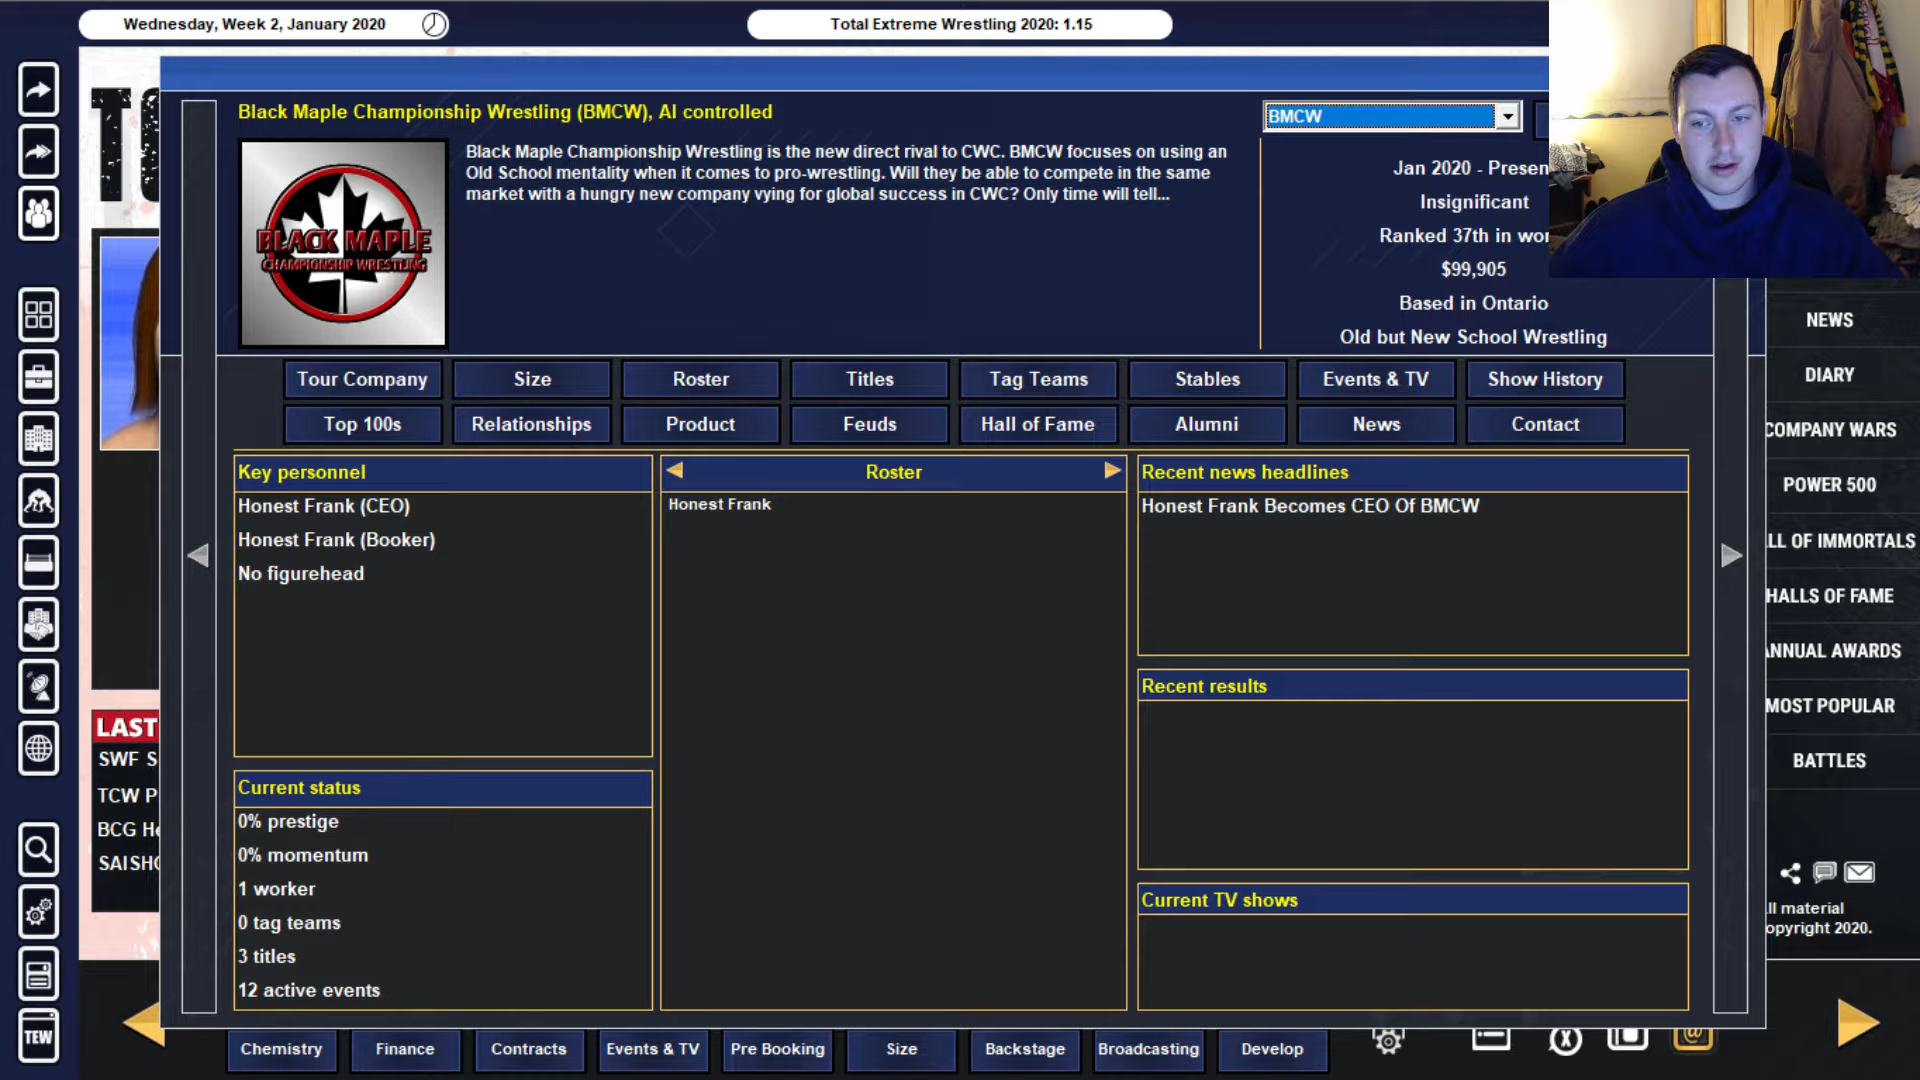 Wednesday, Week 2, January 2020
Total Extreme Wrestling 2020: 1.15
Black Maple Championship Wrestling (BMCW), AI controlled
BMCW
BLACK MAPLE
CHAMPIONSHIP WRESTLING
Black Maple Championship Wrestling is the new direct rival to CWC. BMCW focuses on using an
Old School mentality when it comes to pro-wrestling. Will they be able to compete in the same
market with a hungry new company vying for global success in CWC? Only time will tell...
Jan 2020 - Presen
Insignificant
Ranked 37th in wor
$99,905
Based in Ontario
Old but New School Wrestling
Tour Company
Size
Roster
Titles
Tag Teams
Stables
Events & TV
Show History
Top 100s
Relationships
Product
Feuds
Hall of Fame
Alumni
News
Contact
Key personnel
Honest Frank (CEO)
Honest Frank (Booker)
No figurehead
Roster
Honest Frank
Recent news headlines
Honest Frank Becomes CEO Of BMCW
Recent results
Current TV shows
Current status
0% prestige
0% momentum
1 worker
0 tag teams
3 titles
12 active events
LAST
SWF S
TCW P
BCG He
SAISHO
NEWS
DIARY
COMPANY WARS
POWER 500
LL OF IMMORTALS
HALLS OF FAME
ANNUAL AWARDS
MOST POPULAR
BATTLES
ll material
opyright 2020.
TEW
Chemistry
Finance
Contracts
Events & TV
Pre Booking
Size
Backstage
Broadcasting
Develop